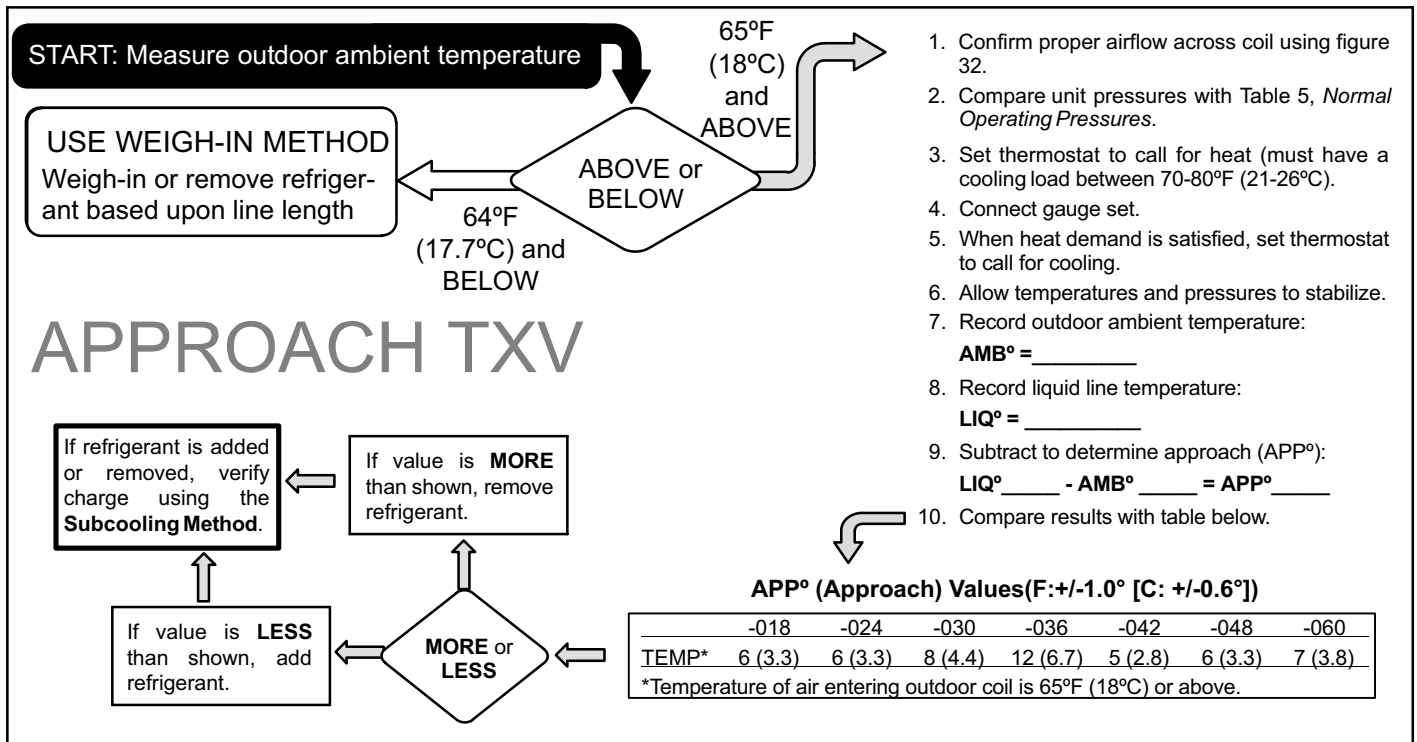 START: Measure outdoor ambient temperature
65ºF
(18ºC)
and
ABOVE
ABOVE or
BELOW
64ºF
(17.7ºC) and
BELOW
USE WEIGH-IN METHOD
Weigh-in or remove refriger-
ant based upon line length
1. Confirm proper airflow across coil using figure
32.
2. Compare unit pressures with Table 5, Normal
Operating Pressures.
3. Set thermostat to call for heat (must have a
cooling load between 70-80ºF (21-26ºC).
4. Connect gauge set.
5. When heat demand is satisfied, set thermostat
to call for cooling.
6. Allow temperatures and pressures to stabilize.
7. Record outdoor ambient temperature:
AMBº =_________
8. Record liquid line temperature:
LIQº = __________
9. Subtract to determine approach (APPº):
LIQº_____ - AMBº _____ = APPº_____
10. Compare results with table below.
APPROACH TXV
APPº (Approach) Values(F:+/-1.0° [C: +/-0.6°])
-018 -024 -030 -036 -042 -048 -060
TEMP* 6 (3.3) 6 (3.3) 8 (4.4) 12 (6.7) 5 (2.8) 6 (3.3) 7 (3.8)
*Temperature of air entering outdoor coil is 65ºF (18ºC) or above.
MORE or
LESS
If value is MORE
than shown, remove
refrigerant.
If value is LESS
than shown, add
refrigerant.
If refrigerant is added
or removed, verify
charge using the
Subcooling Method.